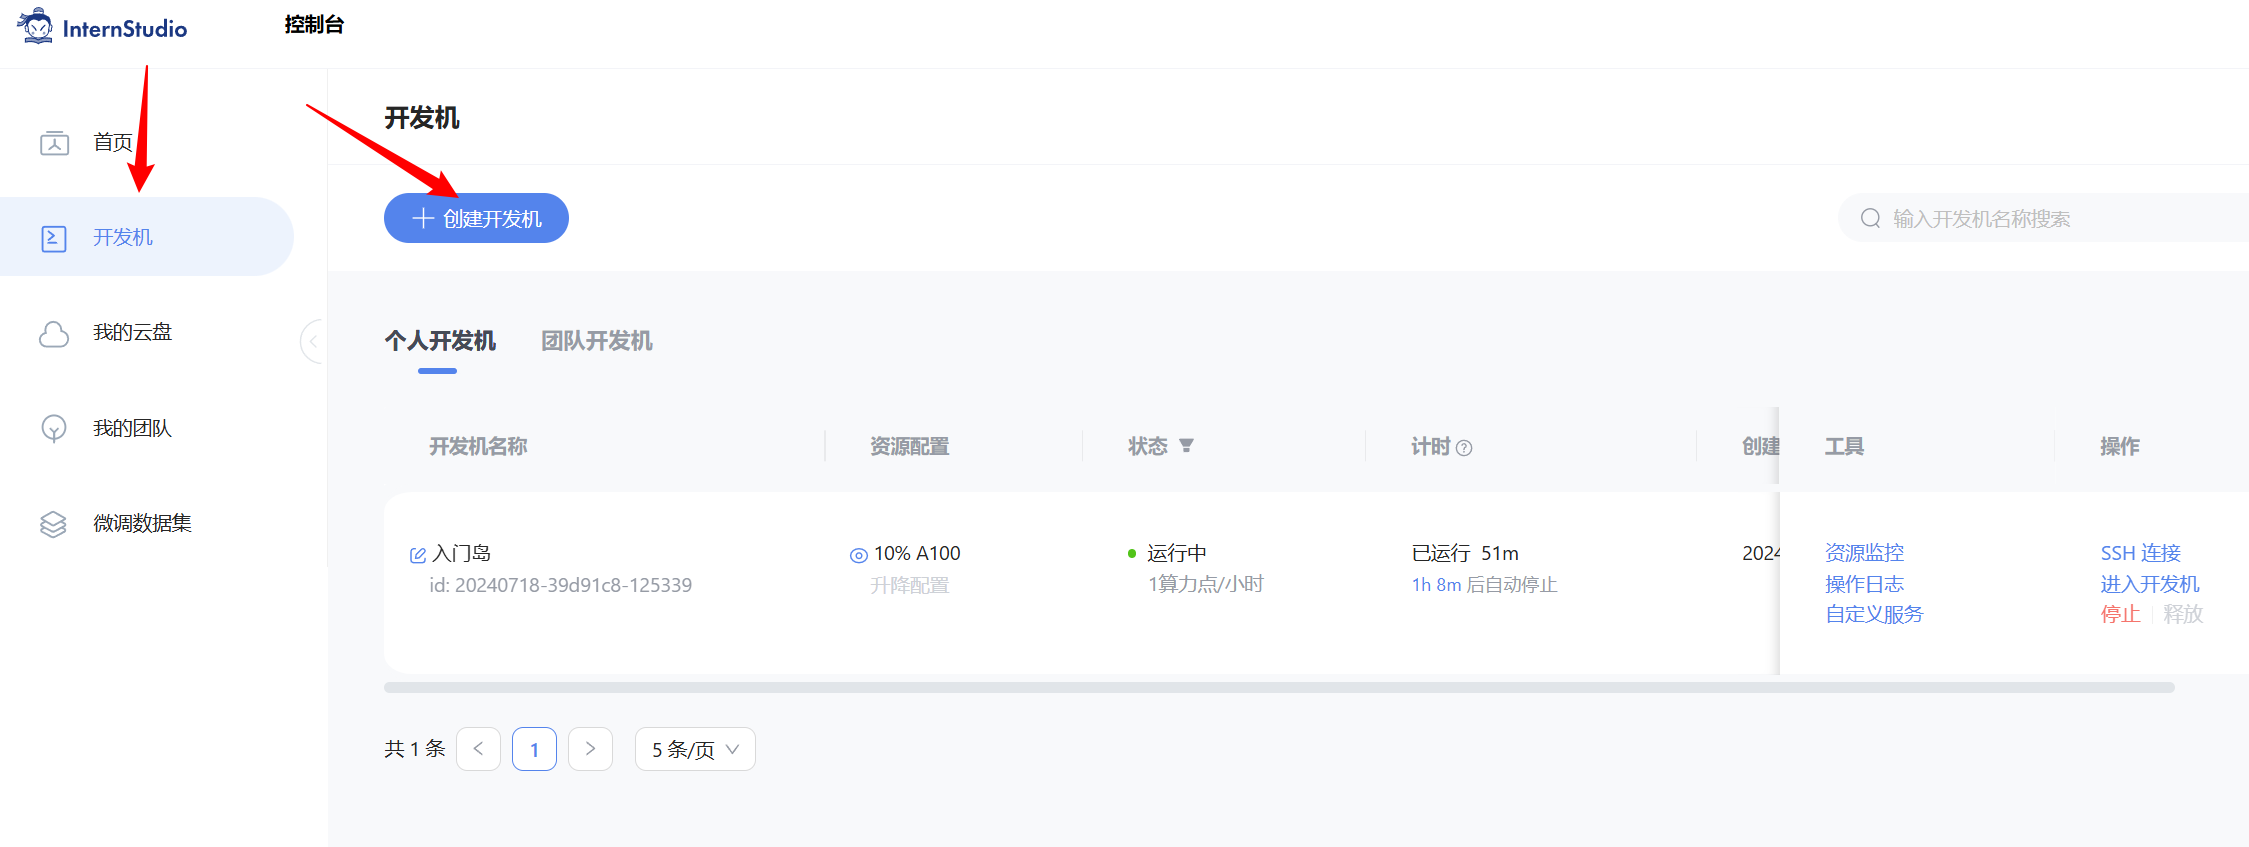 InternStudio
控制台
首页
开发机
我的云盘
我的团队
微调数据集
开发机
创建开发机
输入开发机名称搜索
个人开发机 团队开发机
开发机名称 资源配置 状态 计时 创建 工具 操作
入门岛 10% A100 运行中 已运行 51m 2024 资源监控 SSH 连接
id: 20240718-39d91c8-125339 升降配置 1算力点/小时 1h 8m 后自动停止 操作日志 进入开发机
自定义服务 停止 释放
共 1 条 1 5 条/页